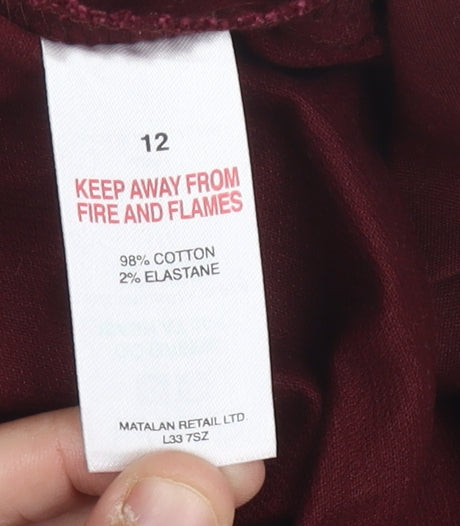 12
KEEP AWAY FROM
FIRE AND FLAMES
98% COTTON
2% ELASTANE
MATALAN RETAIL LTD
L33 7SZ